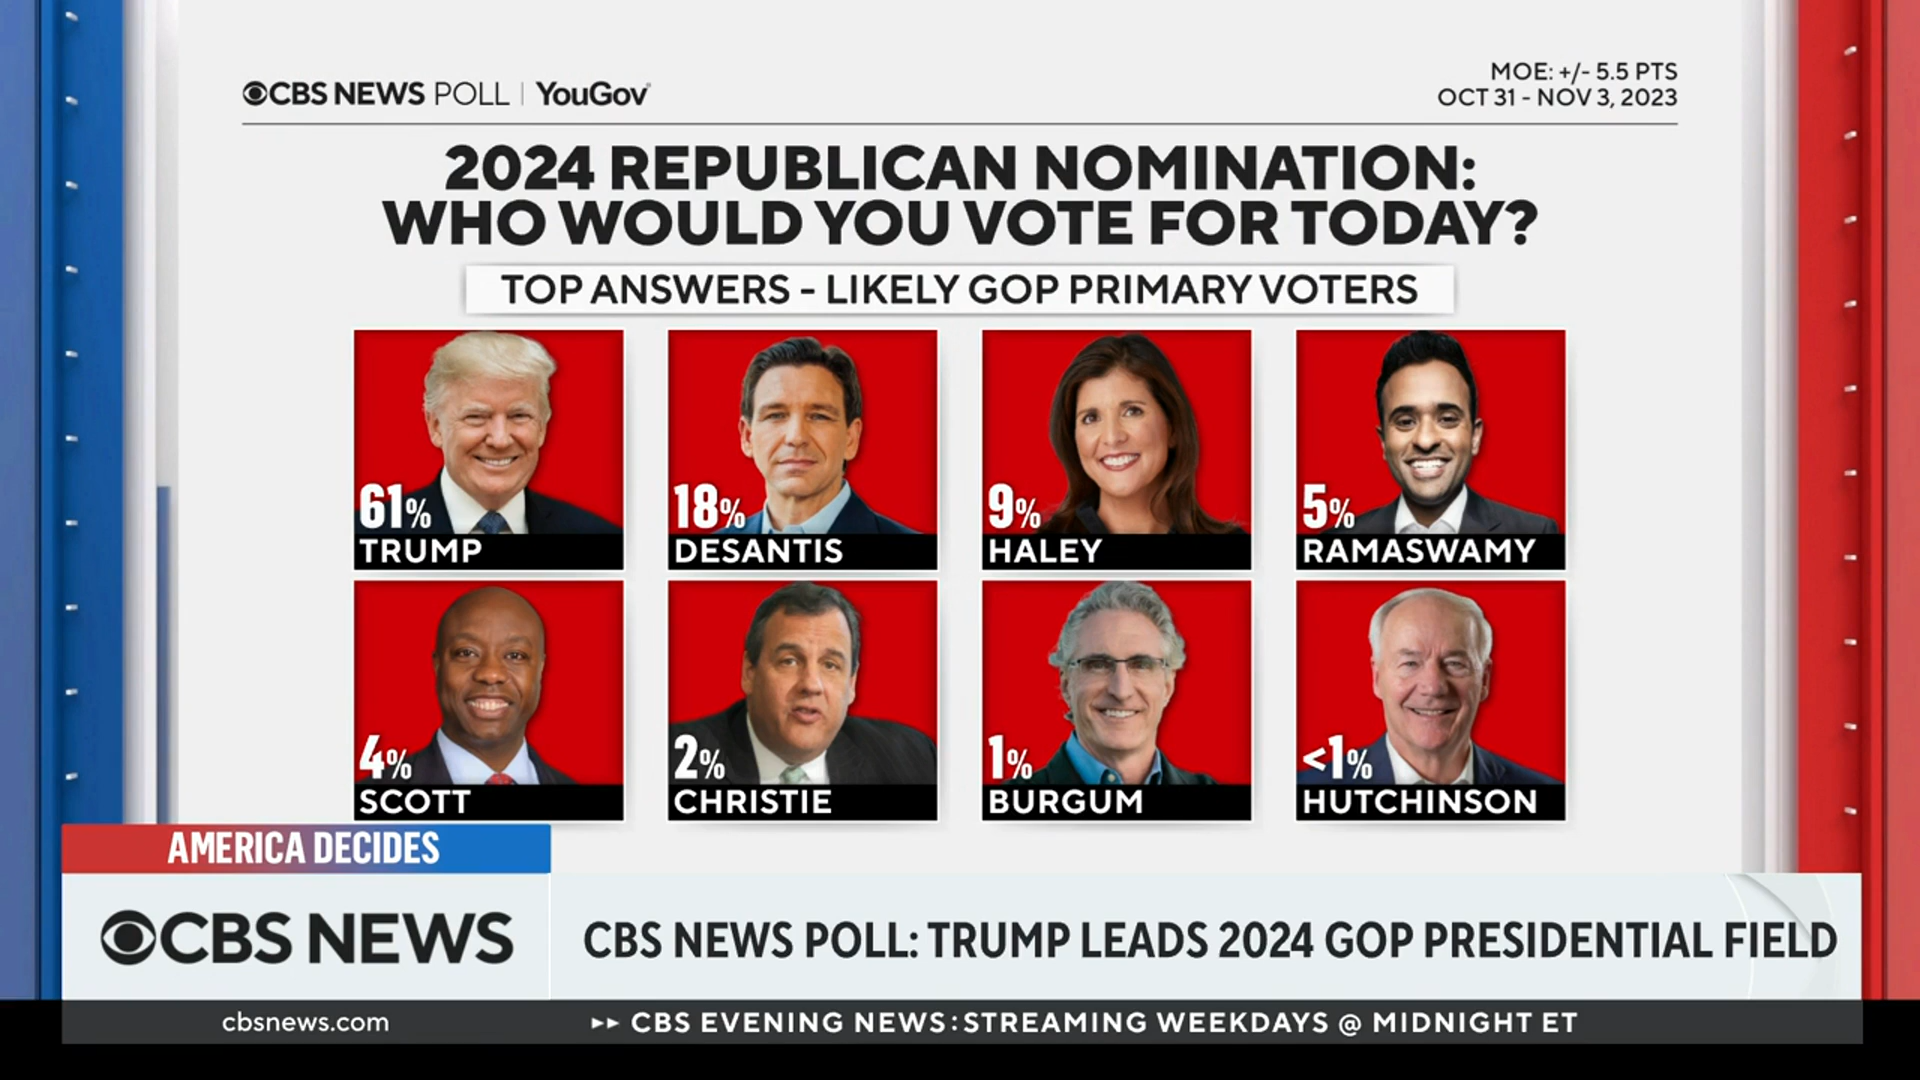 CBS NEWS POLL | YouGov
MOE: +/- 5.5 PTS
OCT 31 - NOV 3, 2023
2024 REPUBLICAN NOMINATION:
WHO WOULD YOU VOTE FOR TODAY?
TOP ANSWERS - LIKELY GOP PRIMARY VOTERS
61%
TRUMP
18%
DESANTIS
9%
HALEY
5%
RAMASWAMY
4%
SCOTT
2%
CHRISTIE
1%
BURGUM
<1%
HUTCHINSON
AMERICA DECIDES
CBS NEWS
CBS NEWS POLL: TRUMP LEADS 2024 GOP PRESIDENTIAL FIELD
cbsnews.com
CBS EVENING NEWS: STREAMING WEEKDAYS @ MIDNIGHT ET